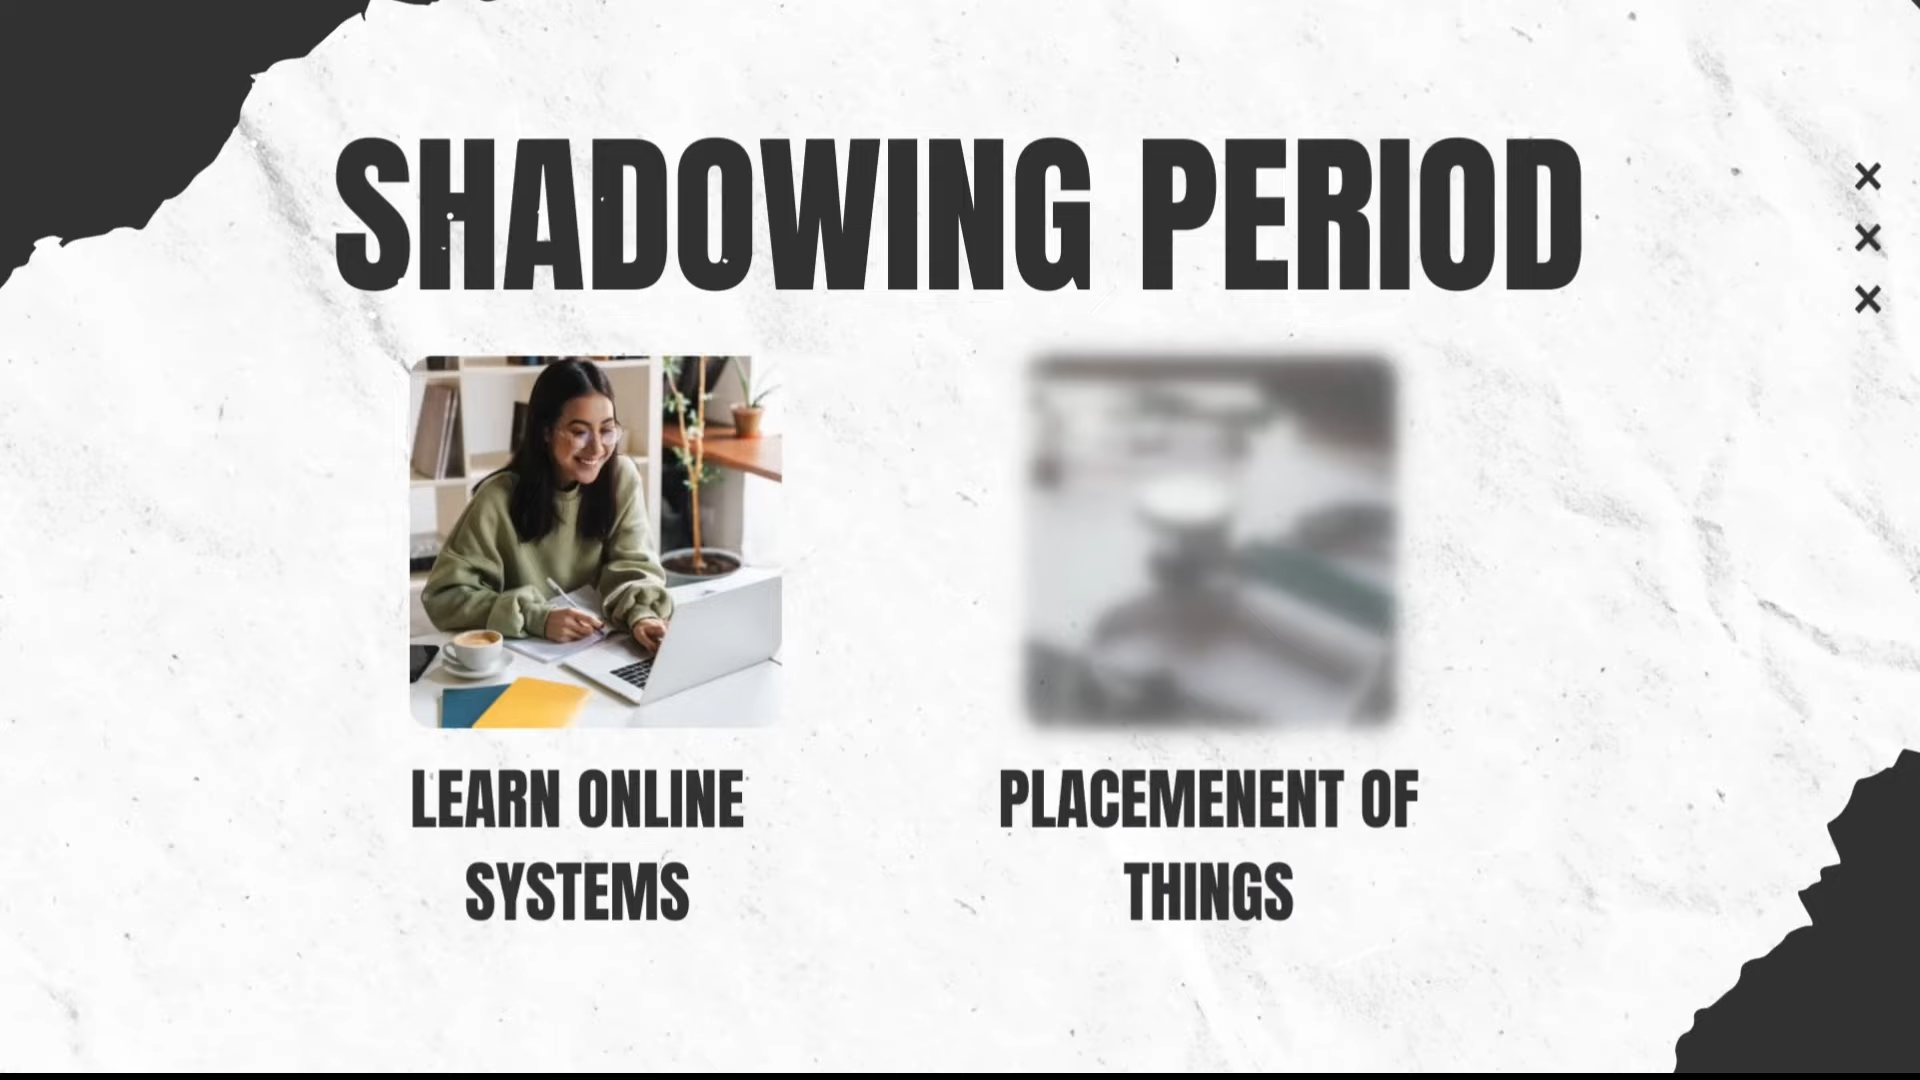 SHADOWING PERIOD
LEARN ONLINE
SYSTEMS
PLACEMENENT OF
THINGS